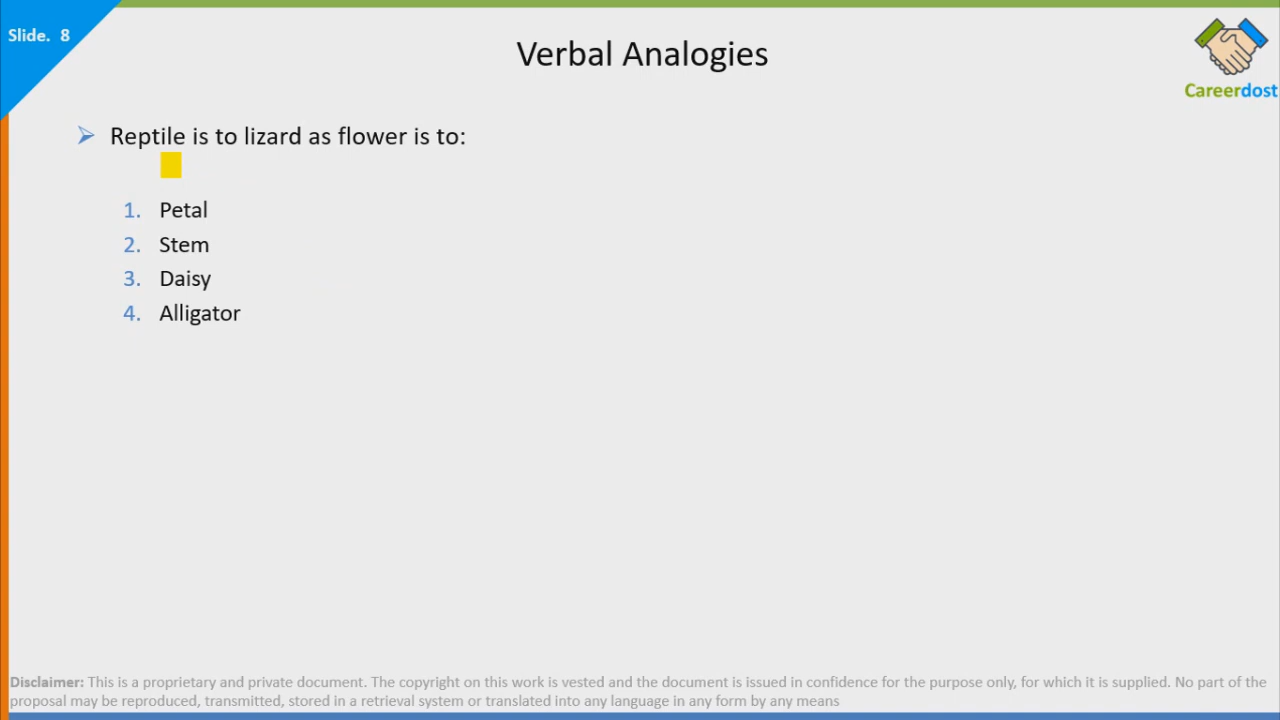 Slide. 8
Verbal Analogies
Careerdost
Reptile is to lizard as flower is to:
1. Petal
2. Stem
3. Daisy
4. Alligator
Disclaimer: This is a proprietary and private document. The copyright on this work is vested and the document is issued in confidence for the purpose only, for which it is supplied. No part of the
proposal may be reproduced, transmitted, stored in a retrieval system or translated into any language in any form by any means